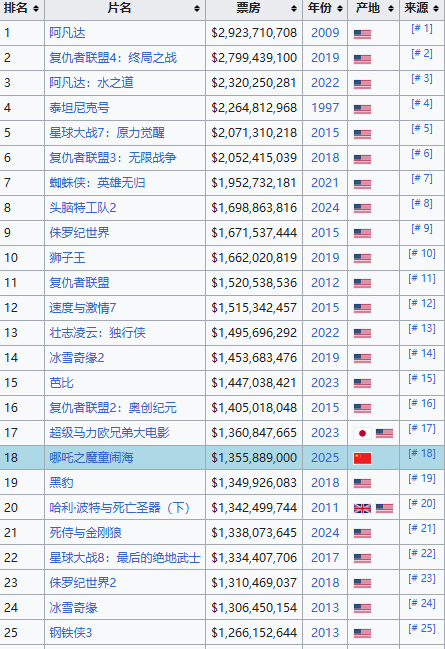 排名 片名 票房 年份 产地 来源
1 阿凡达 $2,923,710,708 2009 [# 1]
2 复仇者联盟4：终局之战 $2,799,439,100 2019 [# 2]
3 阿凡达：水之道 $2,320,250,281 2022 [# 3]
4 泰坦尼克号 $2,264,812,968 1997 [# 4]
5 星球大战7：原力觉醒 $2,071,310,218 2015 [# 5]
6 复仇者联盟3：无限战争 $2,052,415,039 2018 [# 6]
7 蜘蛛侠：英雄无归 $1,952,732,181 2021 [# 7]
8 头脑特工队2 $1,698,863,816 2024 [# 8]
9 侏罗纪世界 $1,671,537,444 2015 [# 9]
10 狮子王 $1,662,020,819 2019 [# 10]
11 复仇者联盟 $1,520,538,536 2012 [# 11]
12 速度与激情7 $1,515,342,457 2015 [# 12]
13 壮志凌云：独行侠 $1,495,696,292 2022 [# 13]
14 冰雪奇缘2 $1,453,683,476 2019 [# 14]
15 芭比 $1,447,038,421 2023 [# 15]
16 复仇者联盟2：奥创纪元 $1,405,018,048 2015 [# 16]
17 超级马力欧兄弟大电影 $1,360,847,665 2023 [# 17]
18 哪吒之魔童闹海 $1,355,889,000 2025 [# 18]
19 黑豹 $1,349,926,083 2018 [# 19]
20 哈利·波特与死亡圣器（下） $1,342,499,744 2011 [# 20]
21 死侍与金刚狼 $1,338,073,645 2024 [# 21]
22 星球大战8：最后的绝地武士 $1,334,407,706 2017 [# 22]
23 侏罗纪世界2 $1,310,469,037 2018 [# 23]
24 冰雪奇缘 $1,306,450,154 2013 [# 24]
25 钢铁侠3 $1,266,152,644 2013 [# 25]